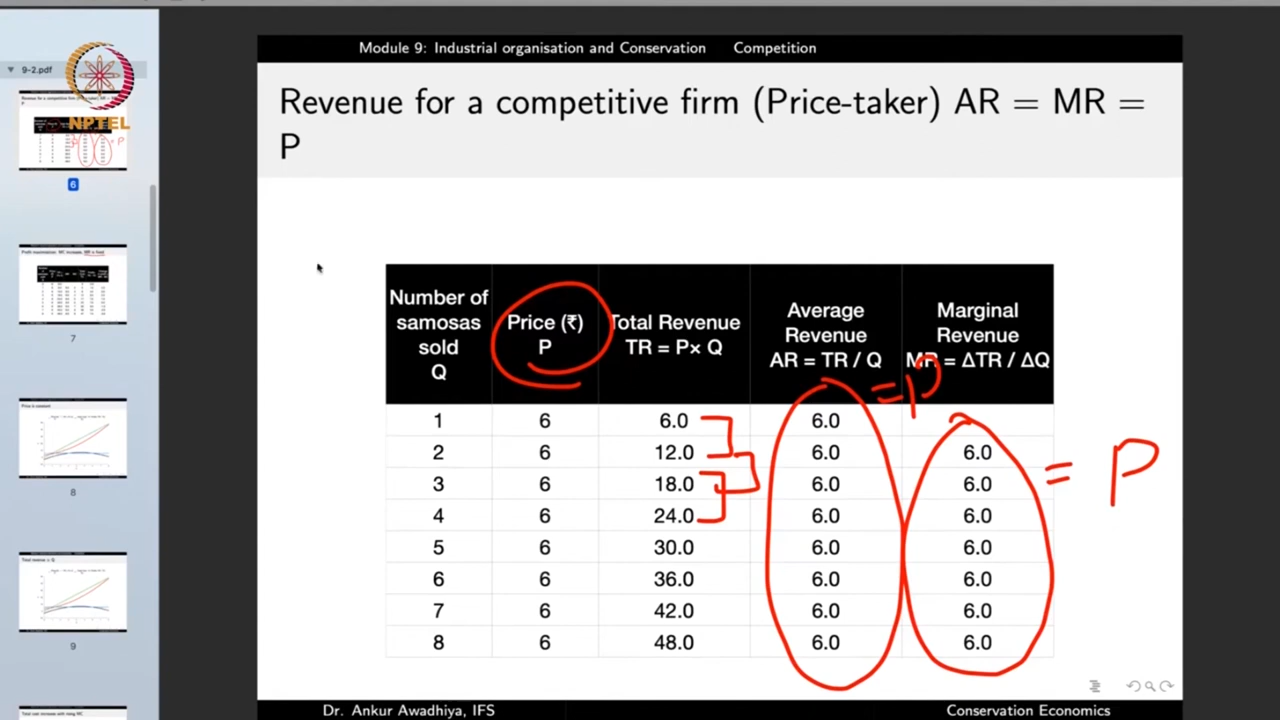 Module 9: Industrial organisation and Conservation Competition
9-2.pdf
NPTEL
6
7
8
9
Revenue for a competitive firm (Price-taker) AR = MR =
P
Number of samosas sold Q | Price (₹) P | Total Revenue TR = P× Q | Average Revenue AR = TR / Q | Marginal Revenue MR = ΔTR / ΔQ
= P
1 6 6.0 6.0
2 6 12.0 6.0 6.0
3 6 18.0 6.0 6.0
= P
4 6 24.0 6.0 6.0
5 6 30.0 6.0 6.0
6 6 36.0 6.0 6.0
7 6 42.0 6.0 6.0
8 6 48.0 6.0 6.0
Dr. Ankur Awadhiya, IFS Conservation Economics